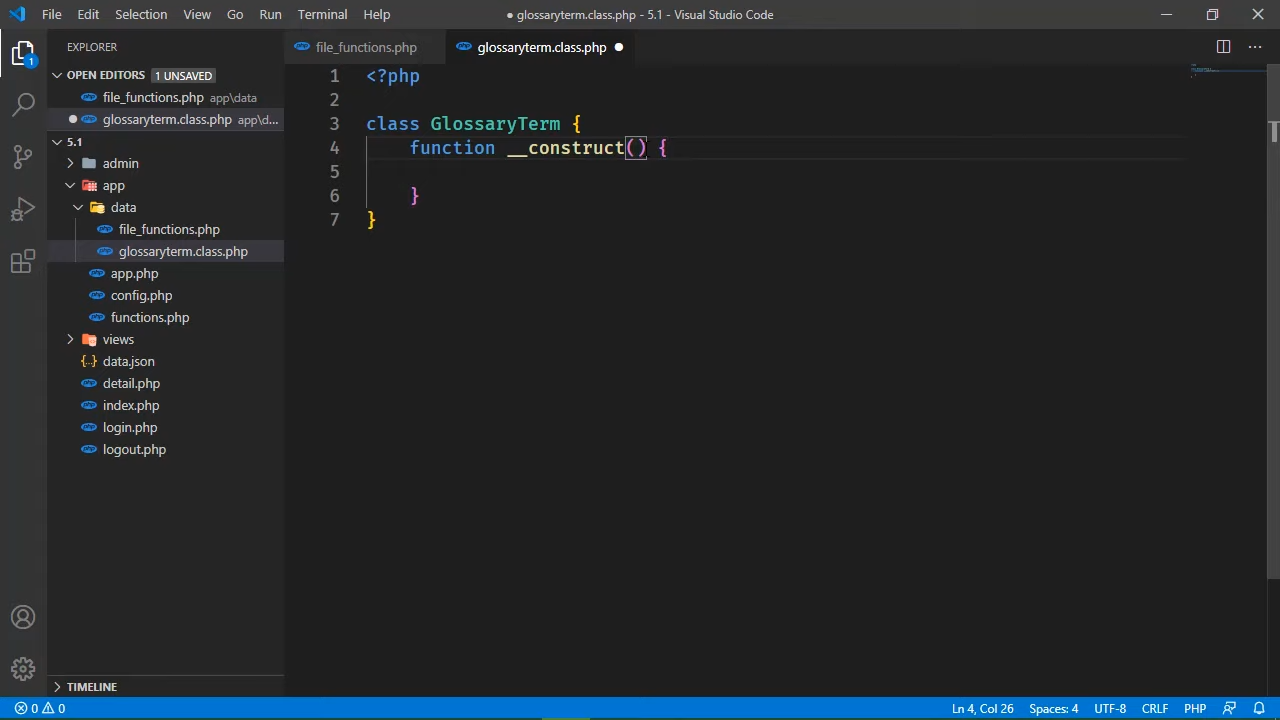 File Edit Selection View Go Run Terminal Help
● glossaryterm.class.php - 5.1 - Visual Studio Code
EXPLORER
OPEN EDITORS 1 UNSAVED
file_functions.php app\data
glossaryterm.class.php app\d...
5.1
admin
app
data
file_functions.php
glossaryterm.class.php
app.php
config.php
functions.php
views
data.json
detail.php
index.php
login.php
logout.php
TIMELINE
1
file_functions.php glossaryterm.class.php
1 <?php
2
3 class GlossaryTerm {
4 function __construct() {
5
6 }
7 }
0 0
Ln 4, Col 26 Spaces: 4 UTF-8 CRLF PHP